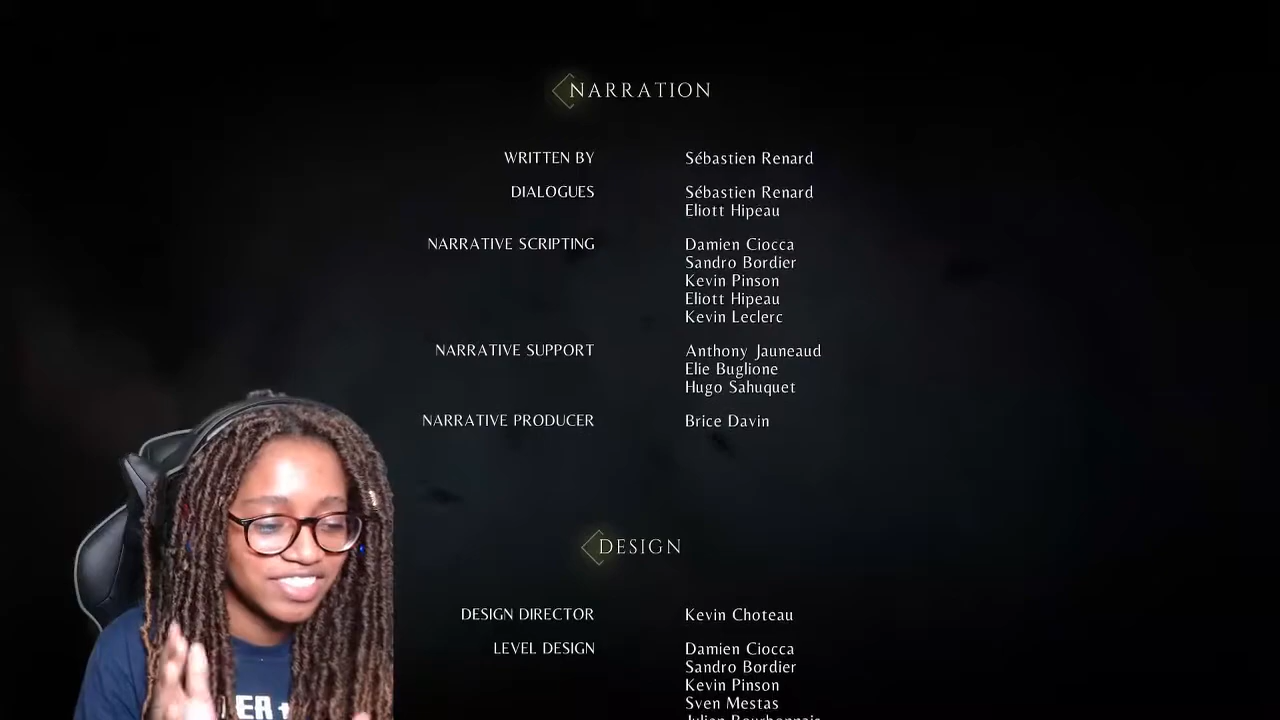 NARRATION
WRITTEN BY Sébastien Renard
DIALOGUES Sébastien Renard
Eliott Hipeau
NARRATIVE SCRIPTING Damien Ciocca
Sandro Bordier
Kevin Pinson
Eliott Hipeau
Kevin Leclerc
NARRATIVE SUPPORT Anthony Jauneaud
Elie Buglione
Hugo Sahuquet
NARRATIVE PRODUCER Brice Davin
DESIGN
DESIGN DIRECTOR Kevin Choteau
LEVEL DESIGN Damien Ciocca
Sandro Bordier
Kevin Pinson
Sven Mestas